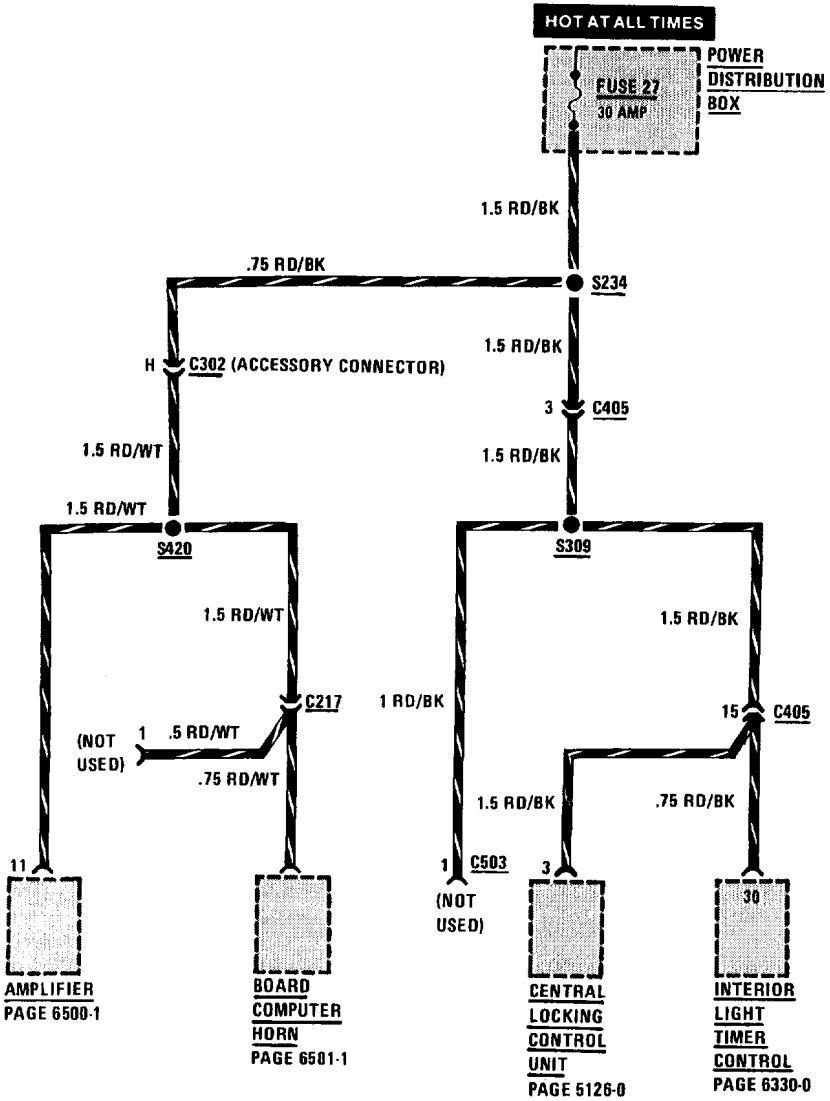 HOT AT ALL TIMES
POWER
DISTRIBUTION
BOX
FUSE 27
30 AMP
1.5 RD/BK
.75 RD/BK
S234
1.5 RD/BK
H C302 (ACCESSORY CONNECTOR)
3 C405
1.5 RD/WT
1.5 RD/BK
1.5 RD/WT
S420
S309
1.5 RD/WT
1.5 RD/BK
C217
1 RD/BK
15 C405
(NOT
USED)
1 .5 RD/WT
.75 RD/WT
1.5 RD/BK
.75 RD/BK
11
1 C503
(NOT
USED)
3
30
AMPLIFIER
PAGE 6500-1
BOARD
COMPUTER
HORN
PAGE 6581-1
CENTRAL
LOCKING
CONTROL
UNIT
PAGE 5126-0
INTERIOR
LIGHT
TIMER
CONTROL
PAGE 6330-0